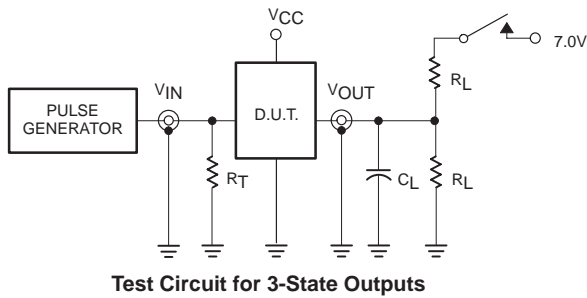 VCC
7.0V
RL
VIN
VOUT
PULSE
GENERATOR
D.U.T.
RT
CL
RL
Test Circuit for 3-State Outputs